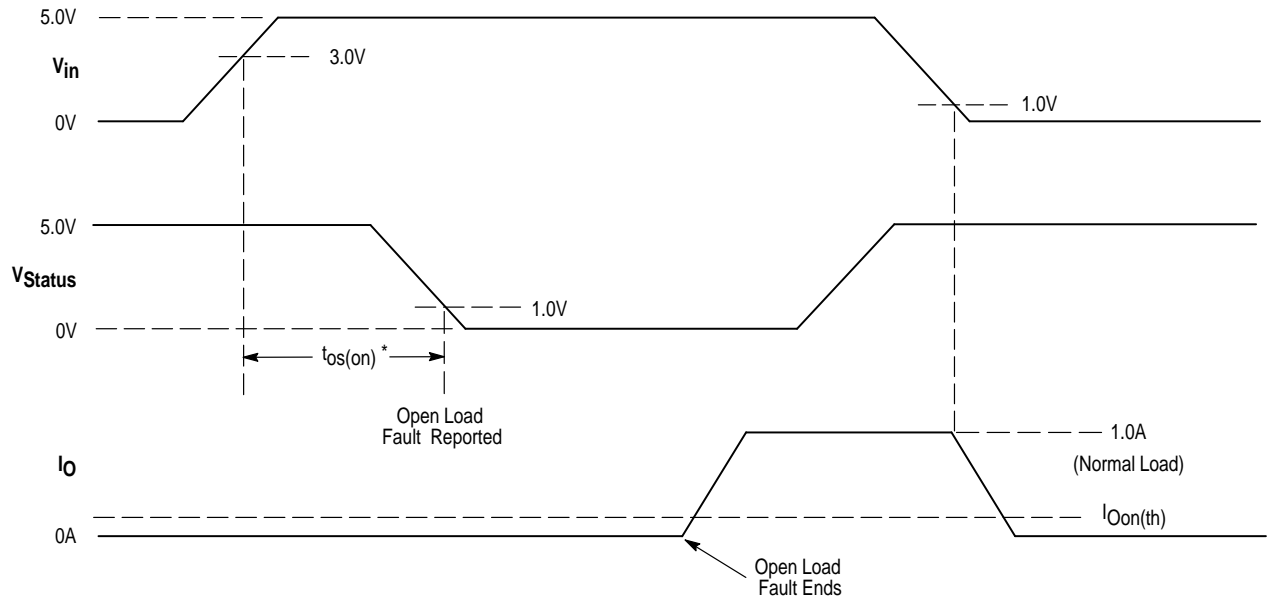 5.0V
Vin
3.0V
0V
1.0V
5.0V
VStatus
1.0V
0V
tos(on) *
Open Load
Fault Reported
IO
1.0A
(Normal Load)
IOon(th)
0A
Open Load
Fault Ends